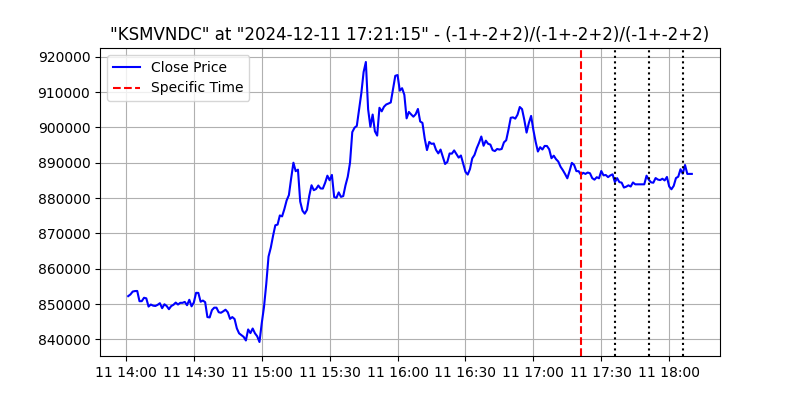 "KSMVNDC" at "2024-12-11 17:21:15" - (-1+-2+2)/(-1+-2+2)/(-1+-2+2)
Close Price
Specific Time
920000
910000
900000
890000
880000
870000
860000
850000
840000
11 14:00 11 14:30 11 15:00 11 15:30 11 16:00 11 16:30 11 17:00 11 17:30 11 18:00